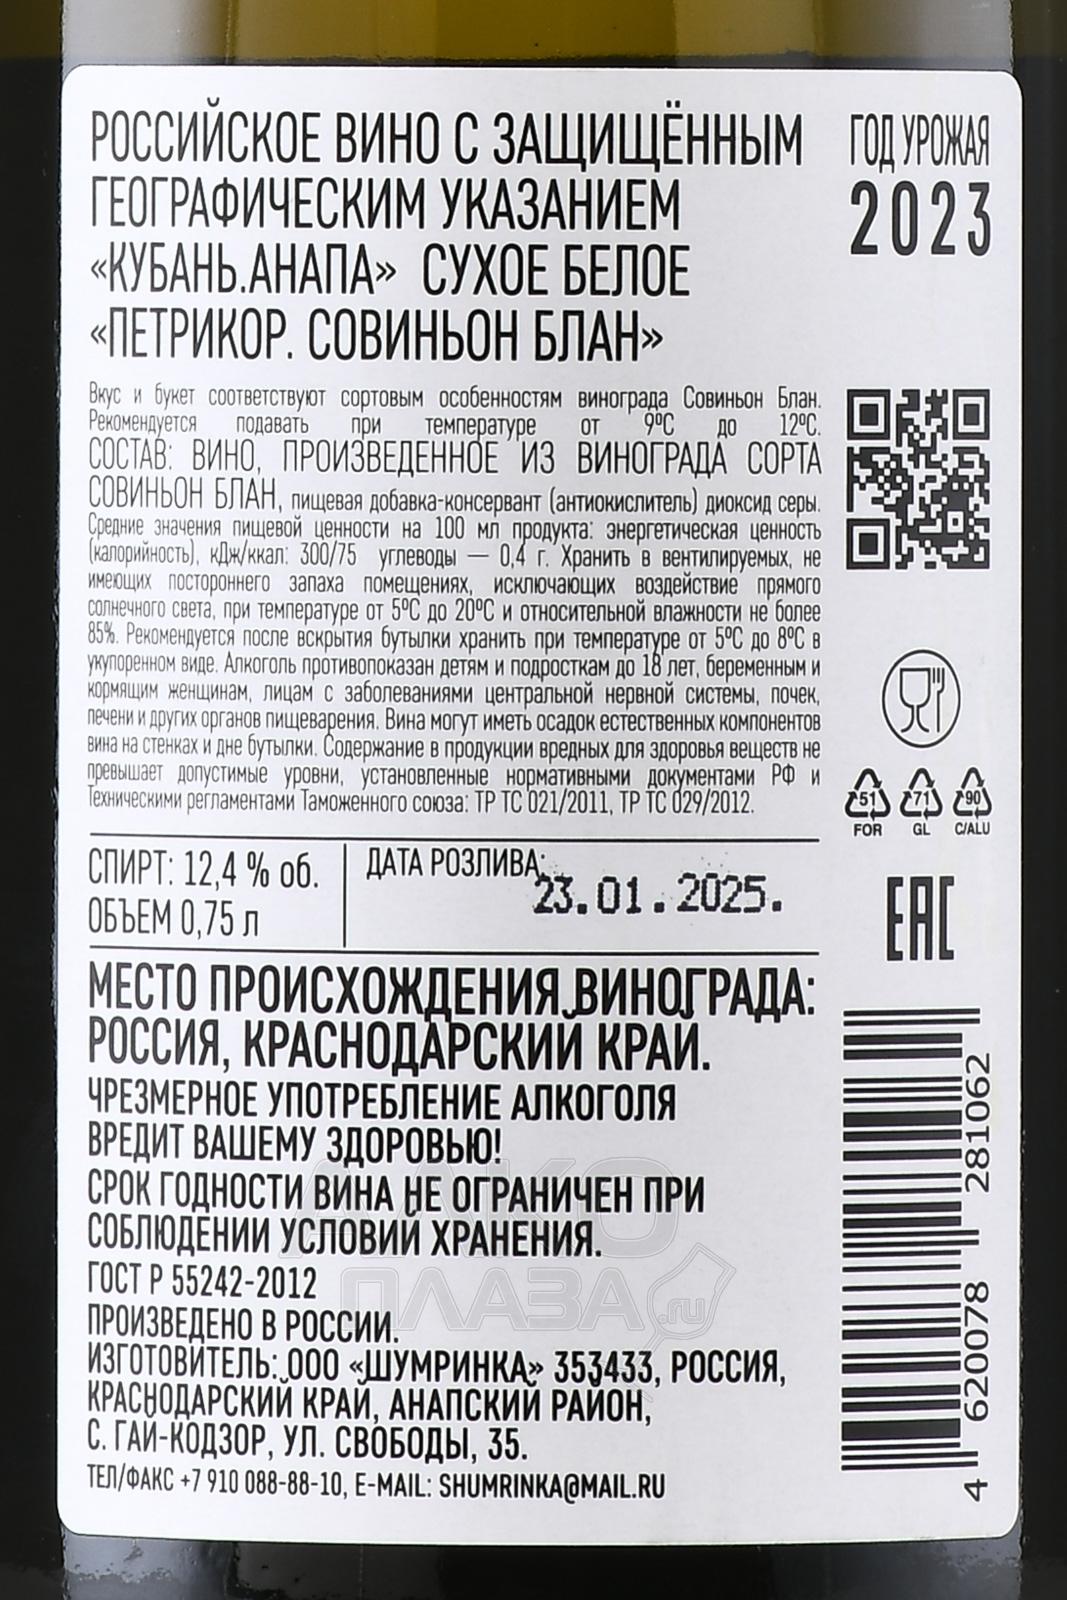 РОССИЙСКОЕ ВИНО С ЗАЩИЩЁННЫМ
ГЕОГРАФИЧЕСКИМ УКАЗАНИЕМ
«КУБАНЬ.АНАПА» СУХОЕ БЕЛОЕ
«ПЕТРИКОР. СОВИНЬОН БЛАН»
ГОД УРОЖАЯ
2023
Вкус и букет соответствуют сортовым особенностям винограда Совиньон Блан.
Рекомендуется подавать при температуре от 9ºС до 12ºС.
СОСТАВ: ВИНО, ПРОИЗВЕДЕННОЕ ИЗ ВИНОГРАДА СОРТА
СОВИНЬОН БЛАН, пищевая добавка-консервант (антиокислитель) диоксид серы.
Средние значения пищевой ценности на 100 мл продукта: энергетическая ценность
(калорийность), кДж/ккал: 300/75 углеводы — 0,4 г. Хранить в вентилируемых, не
имеющих постороннего запаха помещениях, исключающих воздействие прямого
солнечного света, при температуре от 5ºС до 20ºС и относительной влажности не более
85%. Рекомендуется после вскрытия бутылки хранить при температуре от 5ºС до 8ºС в
укупоренном виде. Алкоголь противопоказан детям и подросткам до 18 лет, беременным и
кормящим женщинам, лицам с заболеваниями центральной нервной системы, почек,
печени и других органов пищеварения. Вина могут иметь осадок естественных компонентов
вина на стенках и дне бутылки. Содержание в продукции вредных для здоровья веществ не
превышает допустимые уровни, установленные нормативными документами РФ и
Техническими регламентами Таможенного союза: ТР ТС 021/2011, ТР ТС 029/2012.
51 71 90
FOR GL C/ALU
EAC
СПИРТ: 12,4 % об.
ОБЪЕМ 0,75 л
ДАТА РОЗЛИВА:
23.01.2025.
МЕСТО ПРОИСХОЖДЕНИЯ ВИНОГРАДА:
РОССИЯ, КРАСНОДАРСКИЙ КРАЙ.
ЧРЕЗМЕРНОЕ УПОТРЕБЛЕНИЕ АЛКОГОЛЯ
ВРЕДИТ ВАШЕМУ ЗДОРОВЬЮ!
СРОК ГОДНОСТИ ВИНА НЕ ОГРАНИЧЕН ПРИ
СОБЛЮДЕНИИ УСЛОВИЙ ХРАНЕНИЯ.
ГОСТ Р 55242-2012
ПРОИЗВЕДЕНО В РОССИИ.
ИЗГОТОВИТЕЛЬ: ООО «ШУМРИНКА» 353433, РОССИЯ,
КРАСНОДАРСКИЙ КРАЙ, АНАПСКИЙ РАЙОН,
С. ГАЙ-КОДЗОР, УЛ. СВОБОДЫ, 35.
ТЕЛ/ФАКС +7 910 088-88-10, E-MAIL: SHUMRINKA@MAIL.RU
4 620078 281062
АЛКО
ПЛАЗА.ru